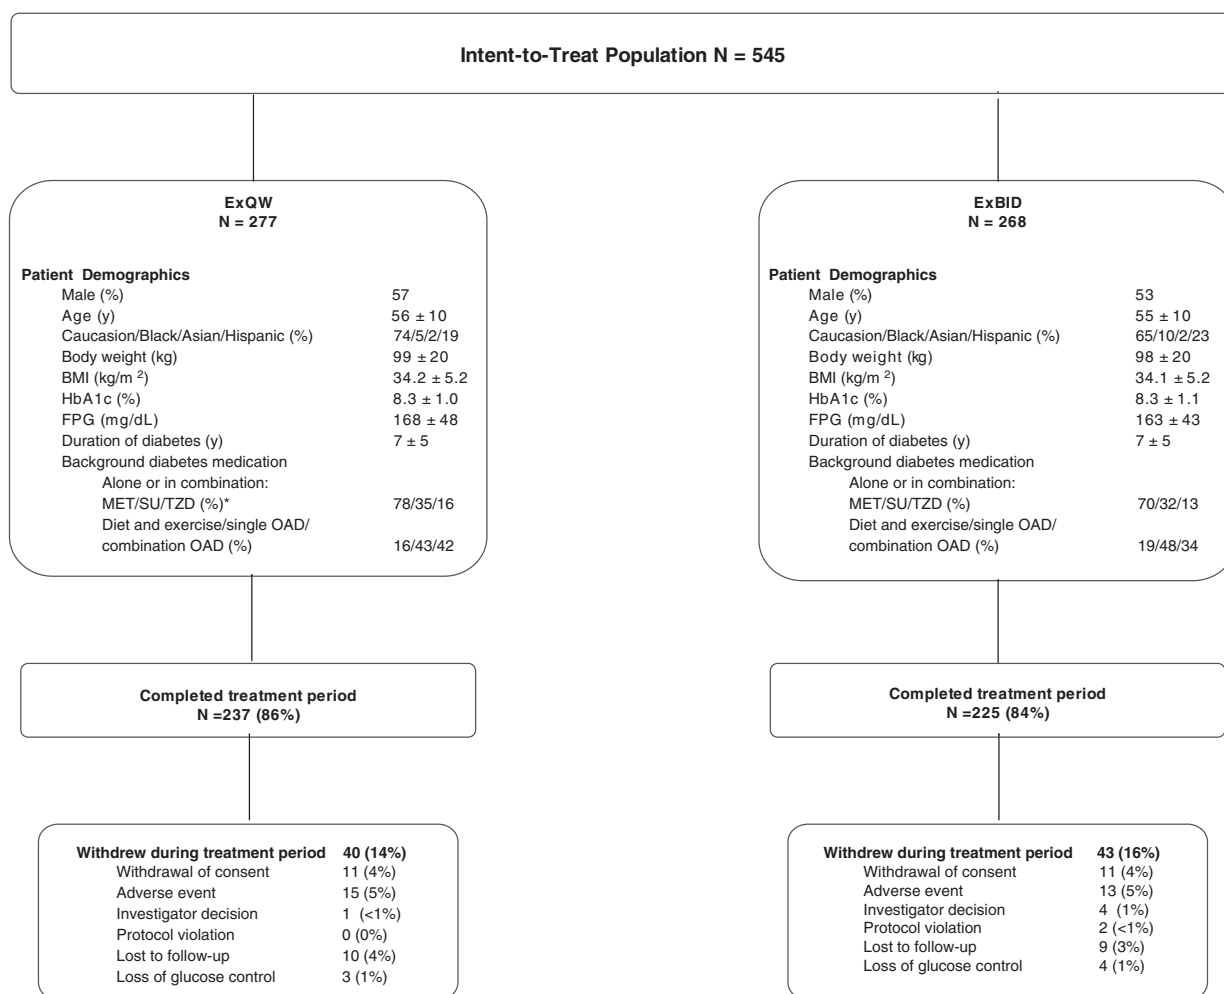 Intent-to-Treat Population N = 545
ExQW
N = 277
Patient Demographics
Male (%) 57
Age (y) 56 ± 10
Caucasion/Black/Asian/Hispanic (%) 74/5/2/19
Body weight (kg) 99 ± 20
BMI (kg/m ²) 34.2 ± 5.2
HbA1c (%) 8.3 ± 1.0
FPG (mg/dL) 168 ± 48
Duration of diabetes (y) 7 ± 5
Background diabetes medication
Alone or in combination:
MET/SU/TZD (%)* 78/35/16
Diet and exercise/single OAD/
combination OAD (%) 16/43/42
ExBID
N = 268
Patient Demographics
Male (%) 53
Age (y) 55 ± 10
Caucasion/Black/Asian/Hispanic (%) 65/10/2/23
Body weight (kg) 98 ± 20
BMI (kg/m ²) 34.1 ± 5.2
HbA1c (%) 8.3 ± 1.1
FPG (mg/dL) 163 ± 43
Duration of diabetes (y) 7 ± 5
Background diabetes medication
Alone or in combination:
MET/SU/TZD (%) 70/32/13
Diet and exercise/single OAD/
combination OAD (%) 19/48/34
Completed treatment period
N =237 (86%)
Completed treatment period
N =225 (84%)
Withdrew during treatment period 40 (14%)
Withdrawal of consent 11 (4%)
Adverse event 15 (5%)
Investigator decision 1 (<1%)
Protocol violation 0 (0%)
Lost to follow-up 10 (4%)
Loss of glucose control 3 (1%)
Withdrew during treatment period 43 (16%)
Withdrawal of consent 11 (4%)
Adverse event 13 (5%)
Investigator decision 4 (1%)
Protocol violation 2 (<1%)
Lost to follow-up 9 (3%)
Loss of glucose control 4 (1%)